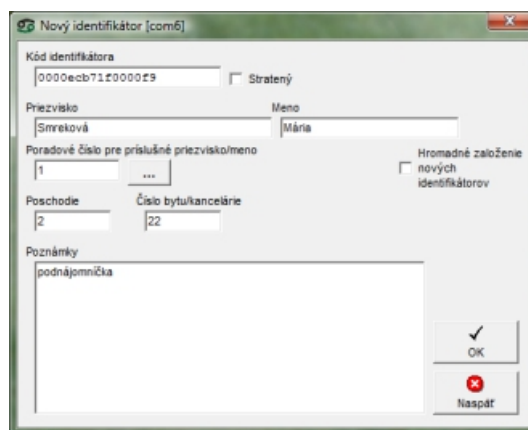 Nový identifikátor [com6]
Kód identifikátora
0000ecb71f0000f9
Stratený
Priezvisko
Meno
Smreková
Mária
Poradové číslo pre príslušné priezvisko/meno
1
...
Hromadné založenie
nových
identifikátorov
Poschodie
Číslo bytu/kancelárie
2
22
Poznámky
podnájomníčka
OK
Naspäť